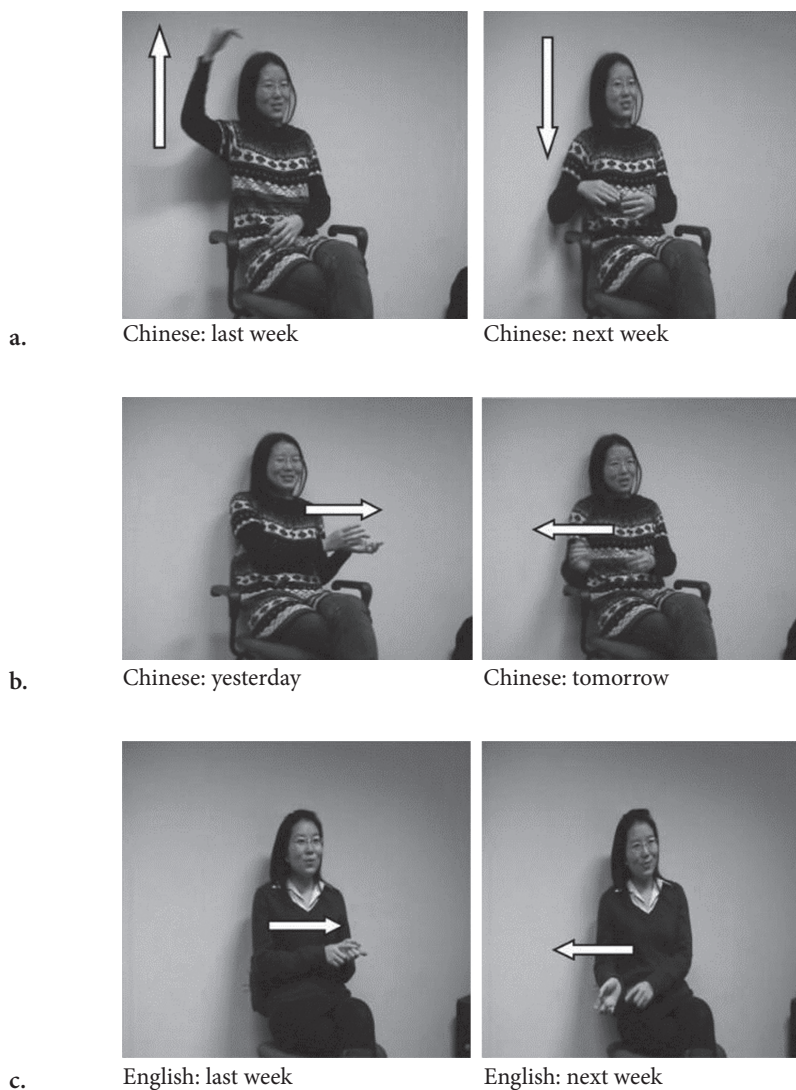 Chinese: last week
Chinese: next week
a.
Chinese: yesterday
Chinese: tomorrow
b.
English: last week
English: next week
c.